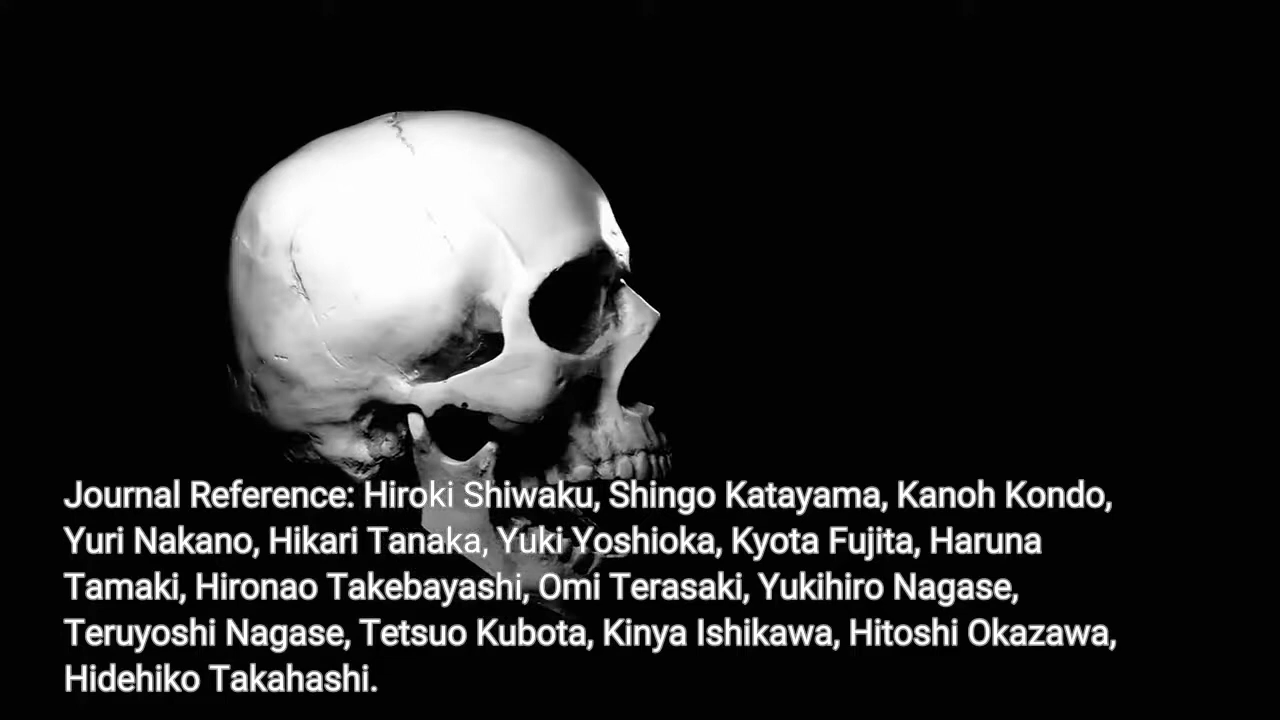 Journal Reference: Hiroki Shiwaku, Shingo Katayama, Kanoh Kondo,
Yuri Nakano, Hikari Tanaka, Yuki Yoshioka, Kyota Fujita, Haruna
Tamaki, Hironao Takebayashi, Omi Terasaki, Yukihiro Nagase,
Teruyoshi Nagase, Tetsuo Kubota, Kinya Ishikawa, Hitoshi Okazawa,
Hidehiko Takahashi.